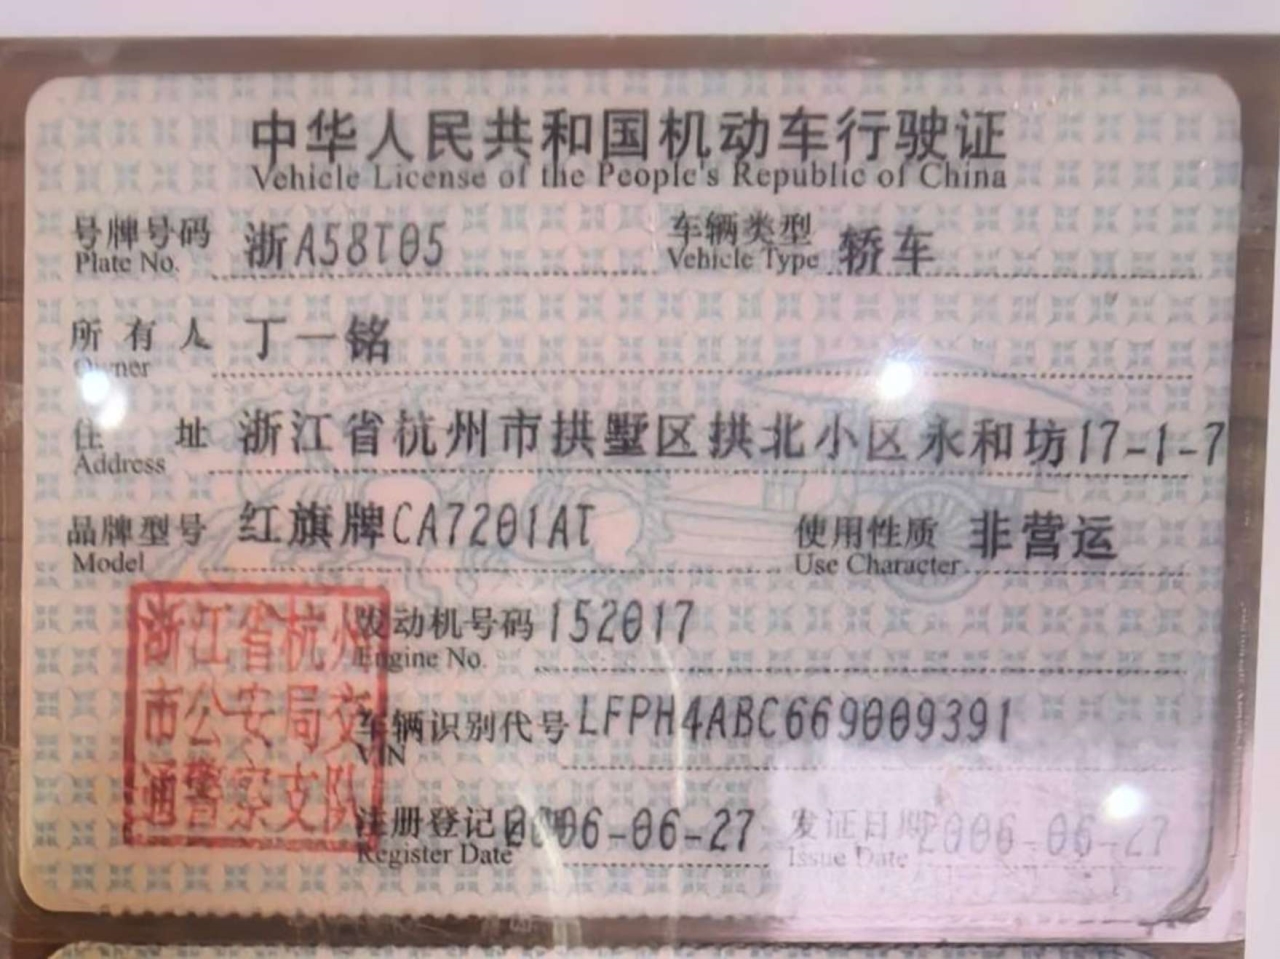 中华人民共和国机动车行驶证
Vehicle License of the People's Republic of China
号牌号码 浙A58T05 车辆类型 轿车
Plate No. Vehicle Type
所有人 丁一铭
Owner
住址 浙江省杭州市拱墅区拱北小区永和坊17-1-7
Address
品牌型号 红旗牌CA7201AT 使用性质 非营运
Model Use Character
发动机号码 152017
Engine No.
车辆识别代号 LFPH4ABC669009391
VIN
注册登记 2006-06-27 发证日期 2006-06-27
Register Date Issue Date
浙江省杭州
市公安局交
通警察支队